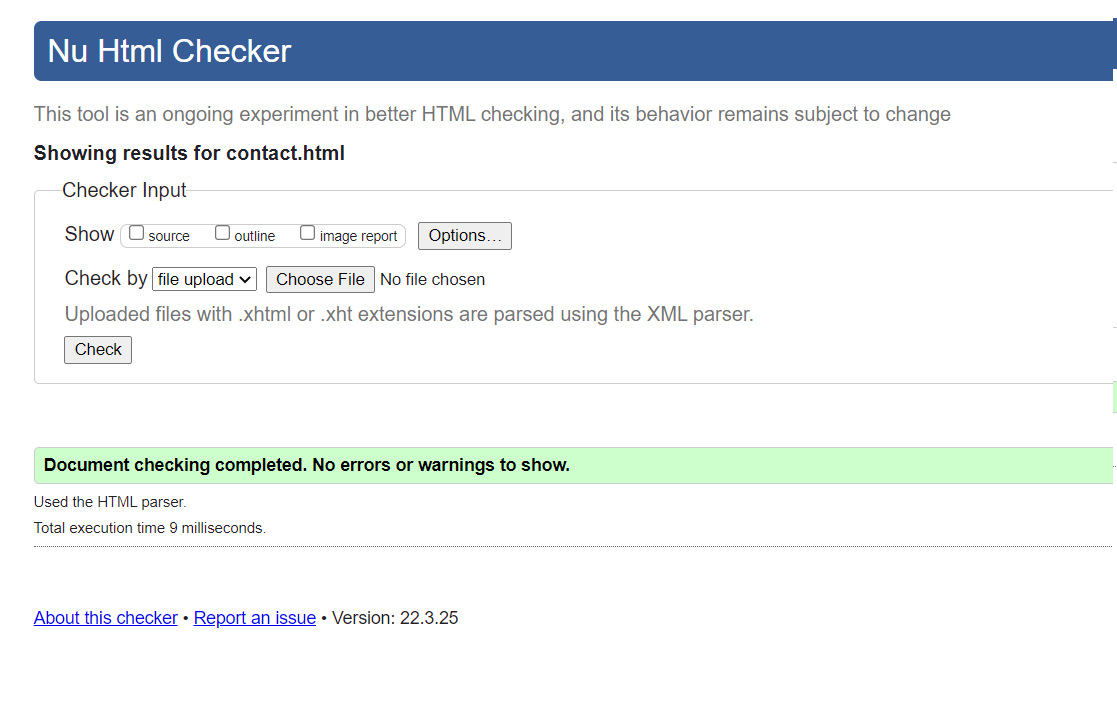 Nu Html Checker
This tool is an ongoing experiment in better HTML checking, and its behavior remains subject to change
Showing results for contact.html
Checker Input
Show source outline image report Options...
Check by file upload Choose File No file chosen
Uploaded files with .xhtml or .xht extensions are parsed using the XML parser.
Check
Document checking completed. No errors or warnings to show.
Used the HTML parser.
Total execution time 9 milliseconds.
About this checker • Report an issue • Version: 22.3.25